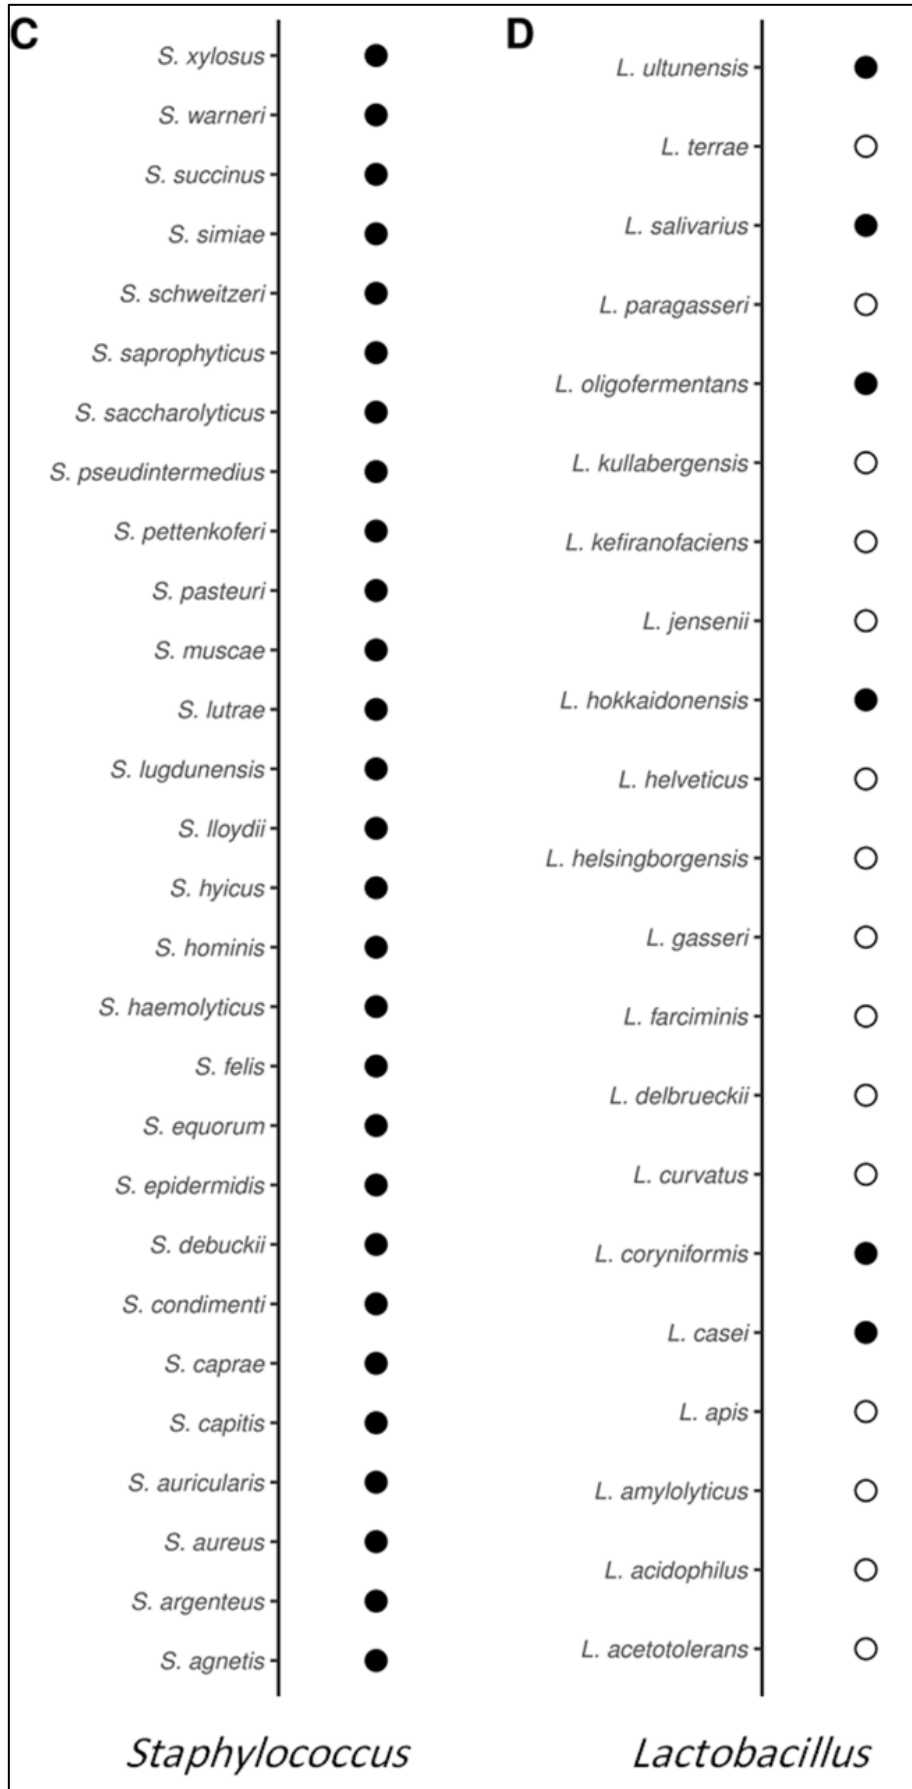 C
S. xylosus
S. warneri
S. succinus
S. simiae
S. schweitzeri
S. saprophyticus
S. saccharolyticus
S. pseudintermedius
S. pettenkoferi
S. pasteuri
S. muscae
S. lutrae
S. lugdunensis
S. lloydii
S. hyicus
S. hominis
S. haemolyticus
S. felis
S. equorum
S. epidermidis
S. debuckii
S. condimenti
S. caprae
S. capitis
S. auricularis
S. aureus
S. argenteus
S. agnetis
Staphylococcus
D
L. ultunensis
L. terrae
L. salivarius
L. paragasseri
L. oligofermentans
L. kullabergensis
L. kefiranofaciens
L. jensenii
L. hokkaidonensis
L. helveticus
L. helsingborgensis
L. gasseri
L. farciminis
L. delbrueckii
L. curvatus
L. coryniformis
L. casei
L. apis
L. amylolyticus
L. acidophilus
L. acetotolerans
Lactobacillus